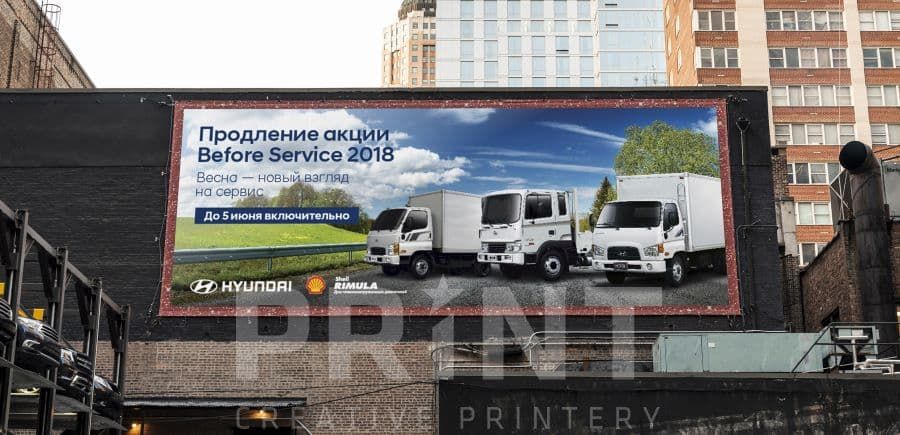 Продление акции
Before Service 2018
Весна — новый взгляд
на сервис
До 5 июня включительно
HYUNDAI
Shell
RIMULA
PRINT
CREATIVE PRINTERY